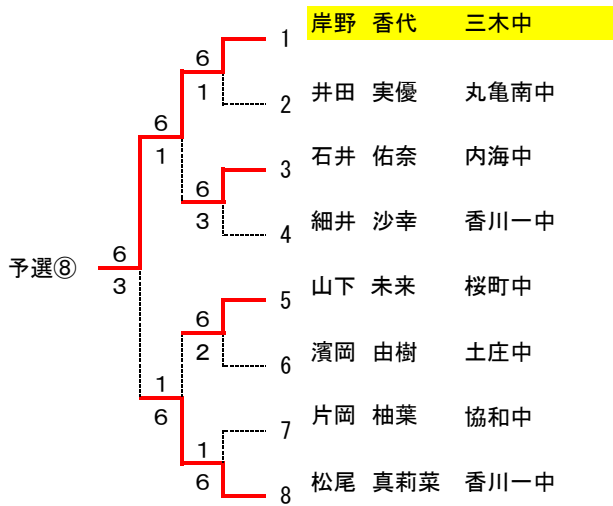 1 岸野 香代 三木中
6
1
2 井田 実優 丸亀南中
6
1
3 石井 佑奈 内海中
6
3
4 細井 沙幸 香川一中
予選⑧
6
3
5 山下 未来 桜町中
6
2
6 濱岡 由樹 土庄中
1
6
7 片岡 柚葉 協和中
1
6
8 松尾 真莉菜 香川一中